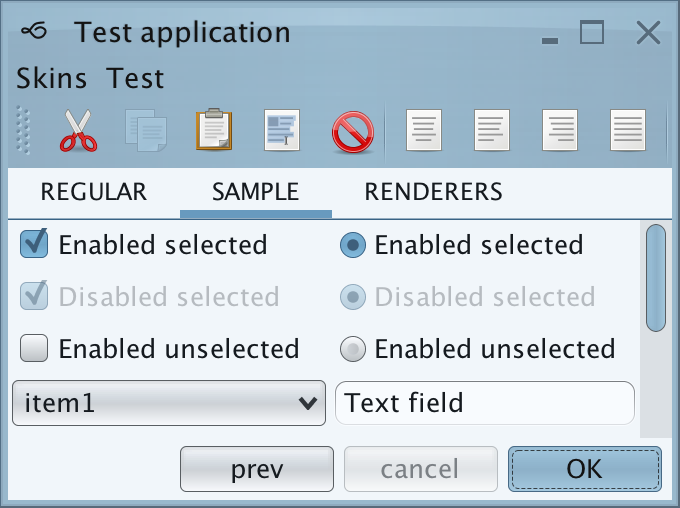 Test application
Skins Test
REGULAR SAMPLE RENDERERS
Enabled selected Enabled selected
Disabled selected Disabled selected
Enabled unselected Enabled unselected
item1 Text field
prev cancel OK